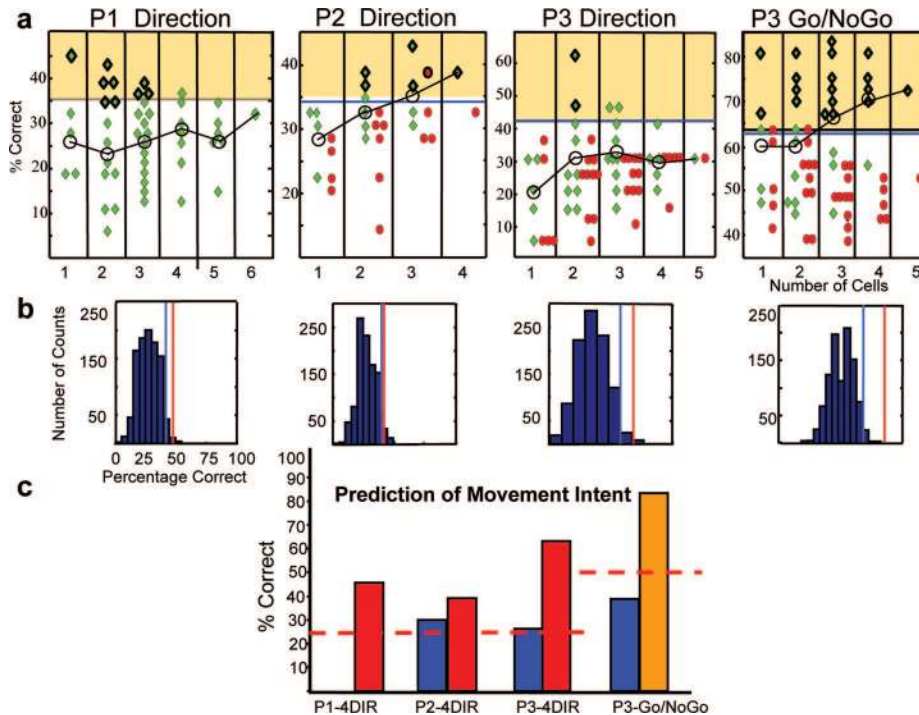 a
P1 Direction
P2 Direction
P3 Direction
P3 Go/NoGo
% Correct
40
30
20
10
1 2 3 4 5 6
40
30
20
1 2 3 4
60
50
40
30
20
10
1 2 3 4 5
80
70
60
50
40
1 2 3 4 5
Number of Cells
b
Number of Counts
250
150
50
0 25 50 75 100
Percentage Correct
250
150
50
250
150
50
250
150
50
c
Prediction of Movement Intent
% Correct
100
90
80
70
60
50
40
30
20
10
P1-4DIR P2-4DIR P3-4DIR P3-Go/NoGo